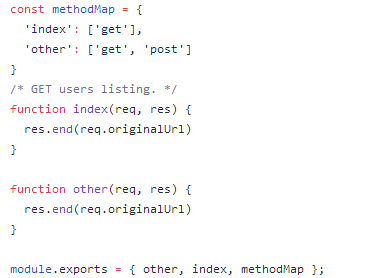 const methodMap = {
  'index': ['get'],
  'other': ['get', 'post']
}
/* GET users listing. */
function index(req, res) {
  res.end(req.originalUrl)
}

function other(req, res) {
  res.end(req.originalUrl)
}

module.exports = { other, index, methodMap };